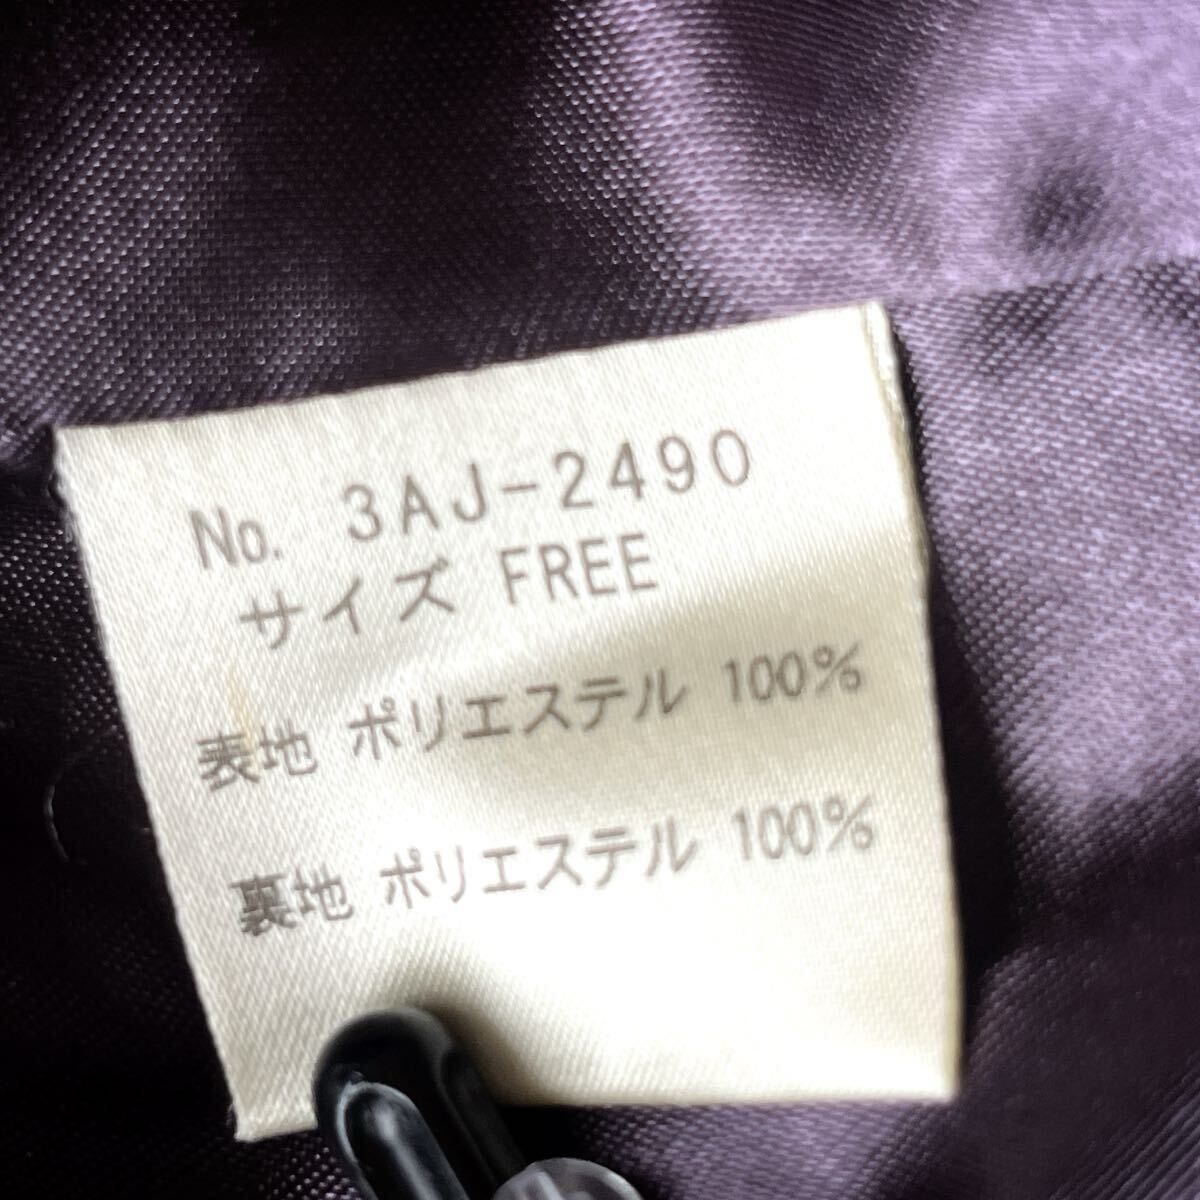 No. 3AJ-2490
サイズ FREE
表地 ポリエステル 100%
裏地 ポリエステル 100%